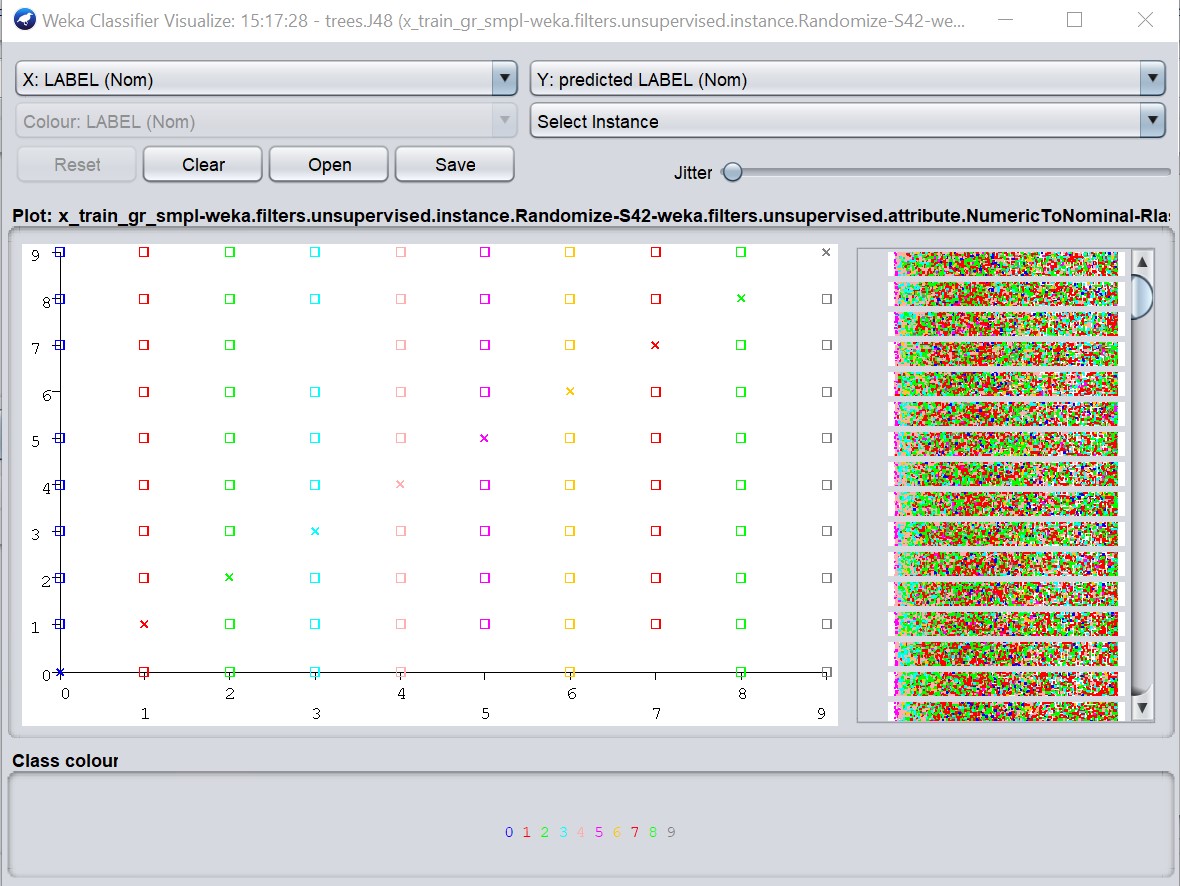 Weka Classifier Visualize: 15:17:28 - trees.J48 (x_train_gr_smpl-weka.filters.unsupervised.instance.Randomize-S42-we...
X: LABEL (Nom)
Y: predicted LABEL (Nom)
Colour: LABEL (Nom)
Select Instance
Reset
Clear
Open
Save
Jitter
Plot: x_train_gr_smpl-weka.filters.unsupervised.instance.Randomize-S42-weka.filters.unsupervised.attribute.NumericToNominal-Rlas
9
8
7
6
5
4
3
2
1
0
0 2 4 6 8
1 3 5 7 9
Class colour
0 1 2 3 4 5 6 7 8 9